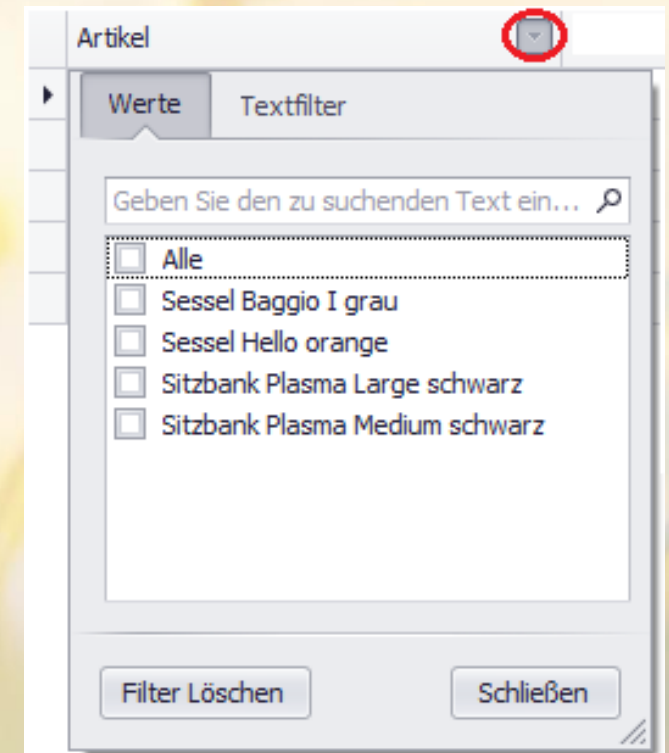 Artikel
Werte Textfilter
Geben Sie den zu suchenden Text ein...
Alle
Sessel Baggio I grau
Sessel Hello orange
Sitzbank Plasma Large schwarz
Sitzbank Plasma Medium schwarz
Filter Löschen Schließen